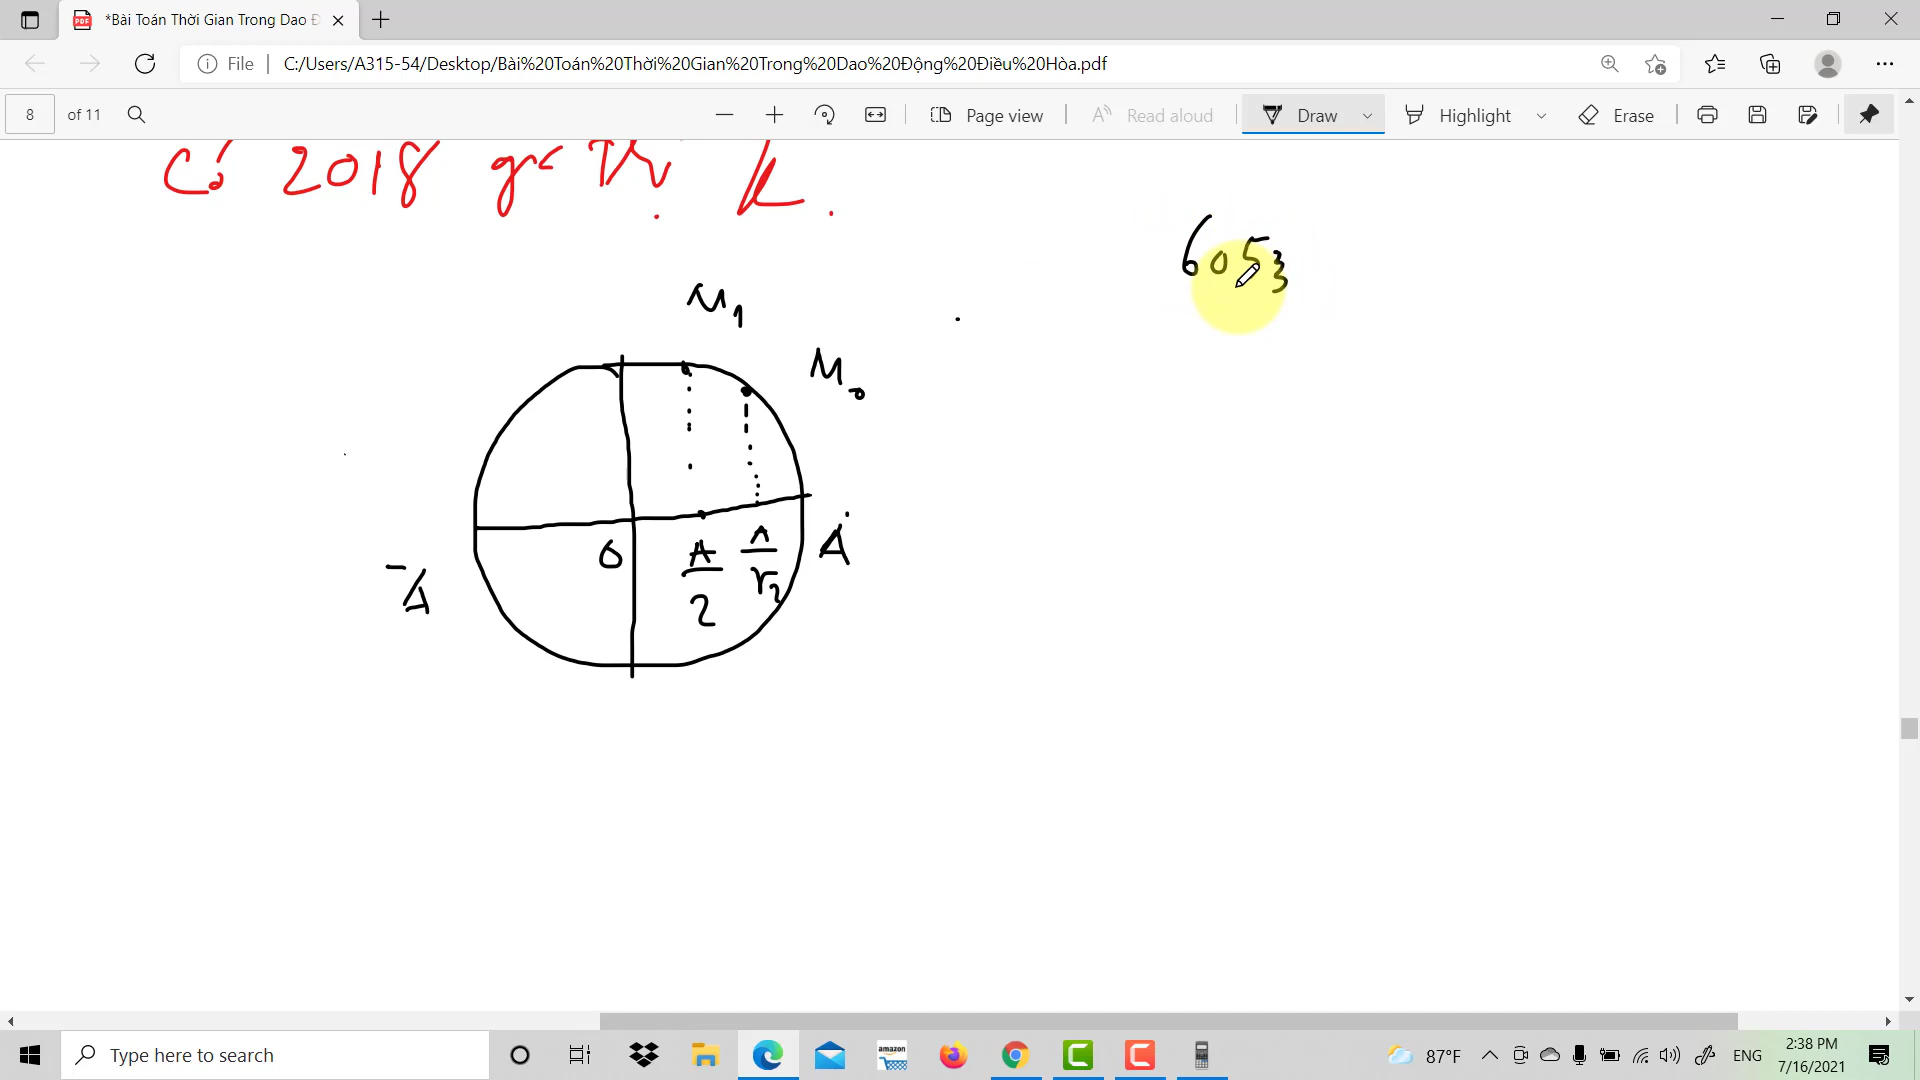 *Bài Toán Thời Gian Trong Dao Đ
File
C:/Users/A315-54/Desktop/Bài%20Toán%20Thời%20Gian%20Trong%20Dao%20Động%20Điều%20Hòa.pdf
8 of 11
Page view
Read aloud
Draw
Highlight
Erase
Có 2018 giá trị k.
6053
M1
M0
-A
O
A/2
A/√2
A
Type here to search
amazon
87°F
ENG
2:38 PM
7/16/2021